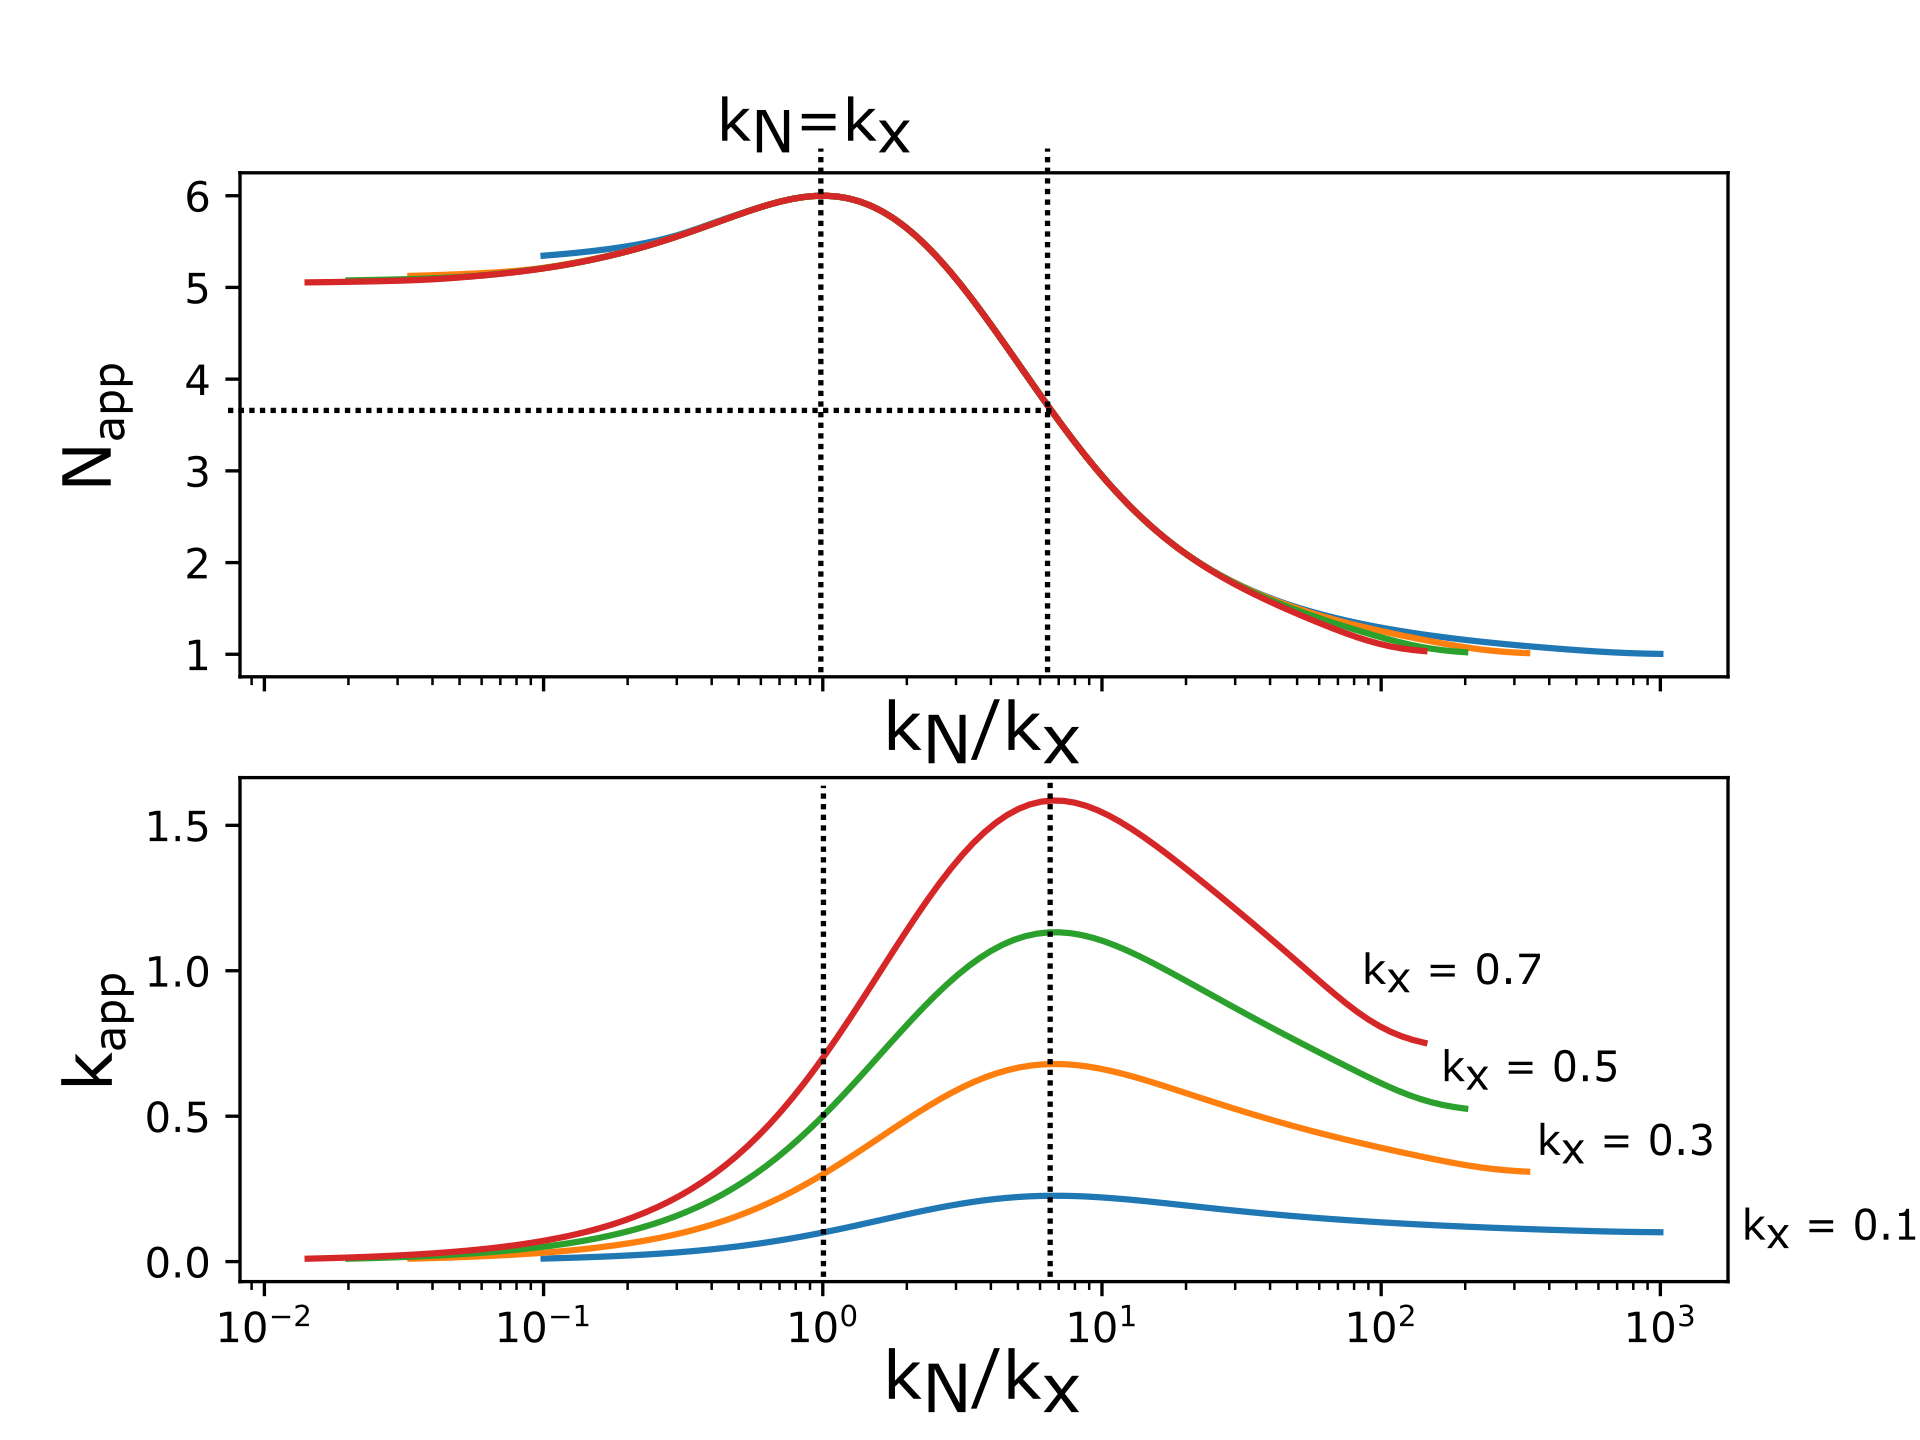 kN=kx
6
5
4
3
2
1
Napp
kN/kx
1.5
1.0
0.5
0.0
kapp
kx = 0.7
kx = 0.5
kx = 0.3
kx = 0.1
10⁻² 10⁻¹ 10⁰ 10¹ 10² 10³
kN/kx